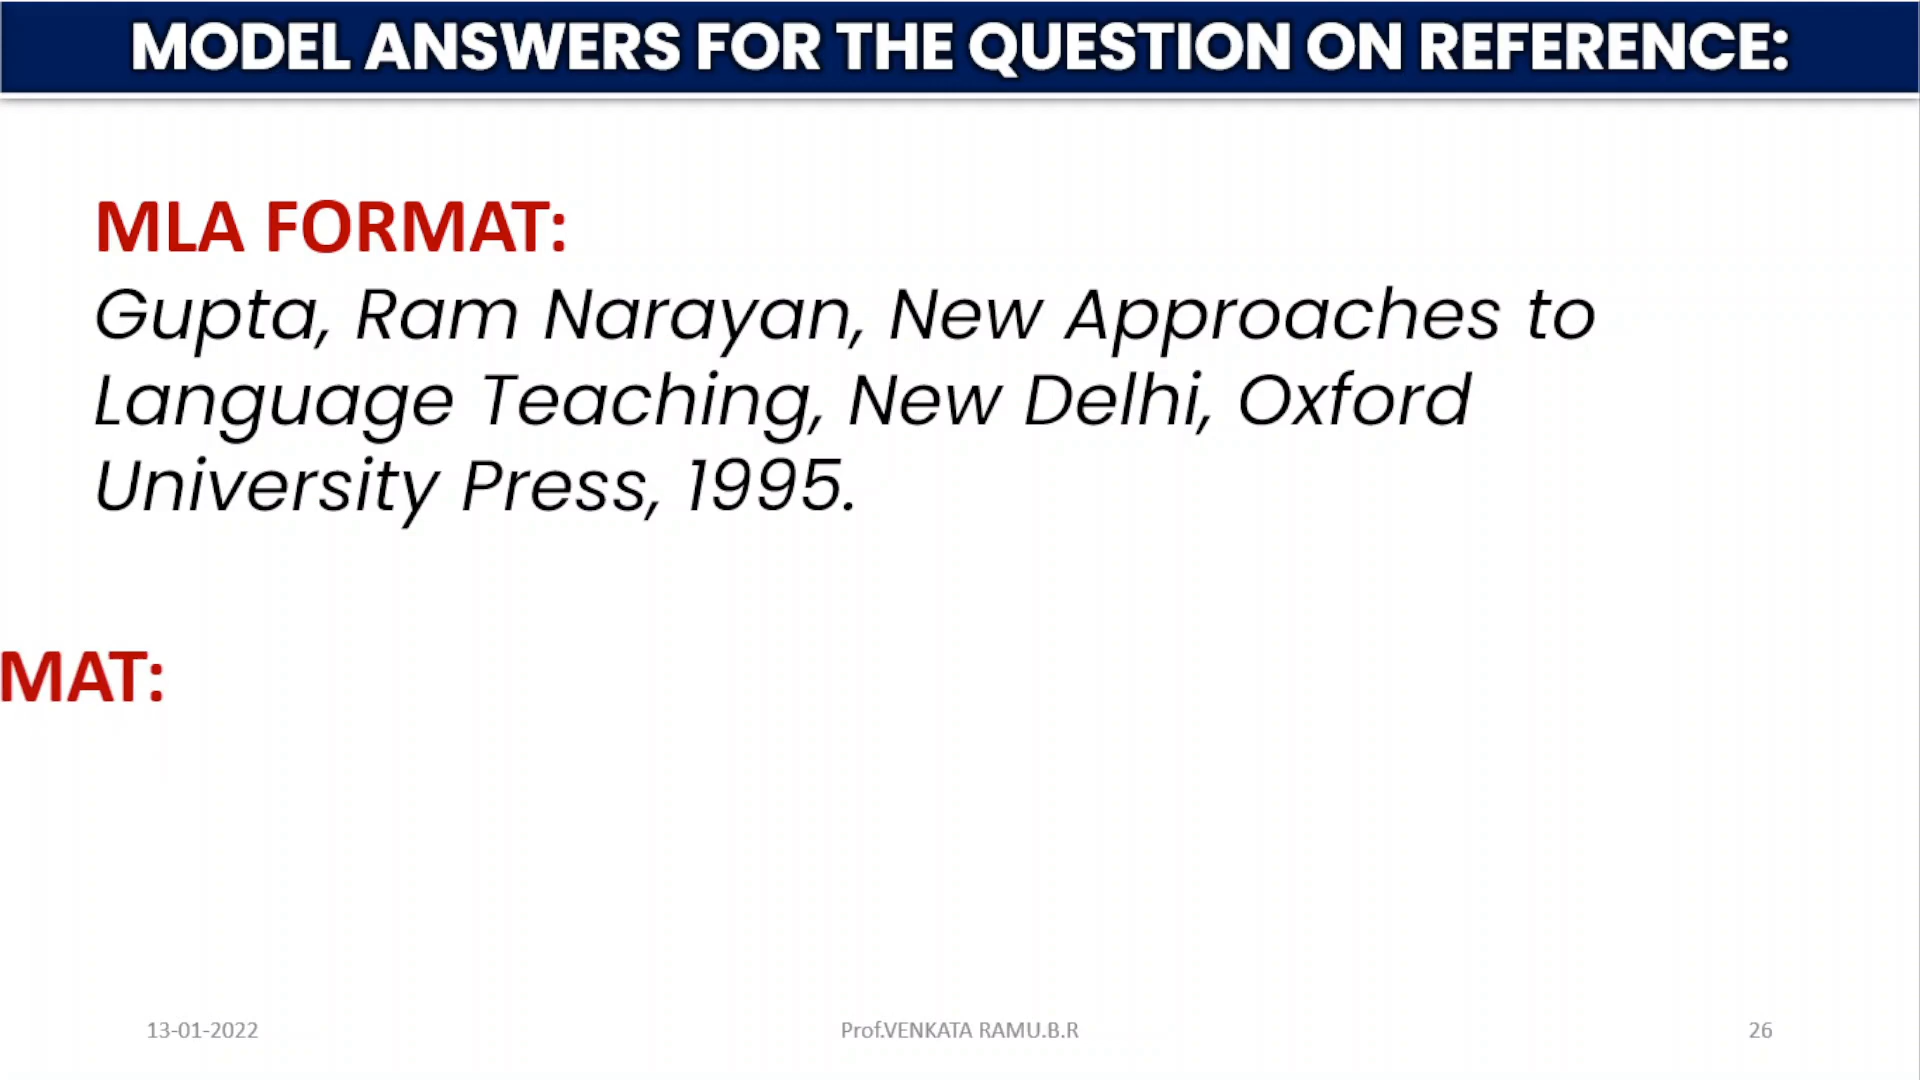 MODEL ANSWERS FOR THE QUESTION ON REFERENCE:
MLA FORMAT:
Gupta, Ram Narayan, New Approaches to
Language Teaching, New Delhi, Oxford
University Press, 1995.
MAT:
13-01-2022
Prof.VENKATA RAMU.B.R
26